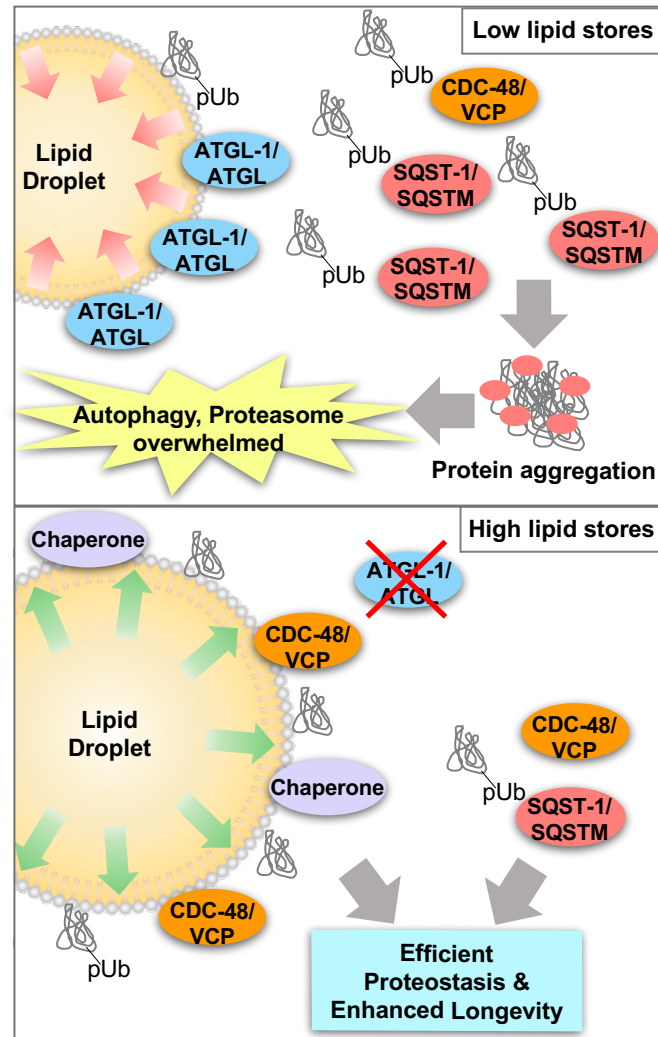 Low lipid stores
pUb
pUb
CDC-48/
VCP
Lipid
Droplet
ATGL-1/
ATGL
pUb
SQST-1/
SQSTM
pUb
ATGL-1/
ATGL
SQST-1/
SQSTM
pUb
SQST-1/
SQSTM
ATGL-1/
ATGL
Autophagy, Proteasome
overwhelmed
Protein aggregation
High lipid stores
Chaperone
ATGL-1/
ATGL
CDC-48/
VCP
Lipid
Droplet
CDC-48/
VCP
Chaperone
pUb
SQST-1/
SQSTM
CDC-48/
VCP
pUb
Efficient
Proteostasis &
Enhanced Longevity